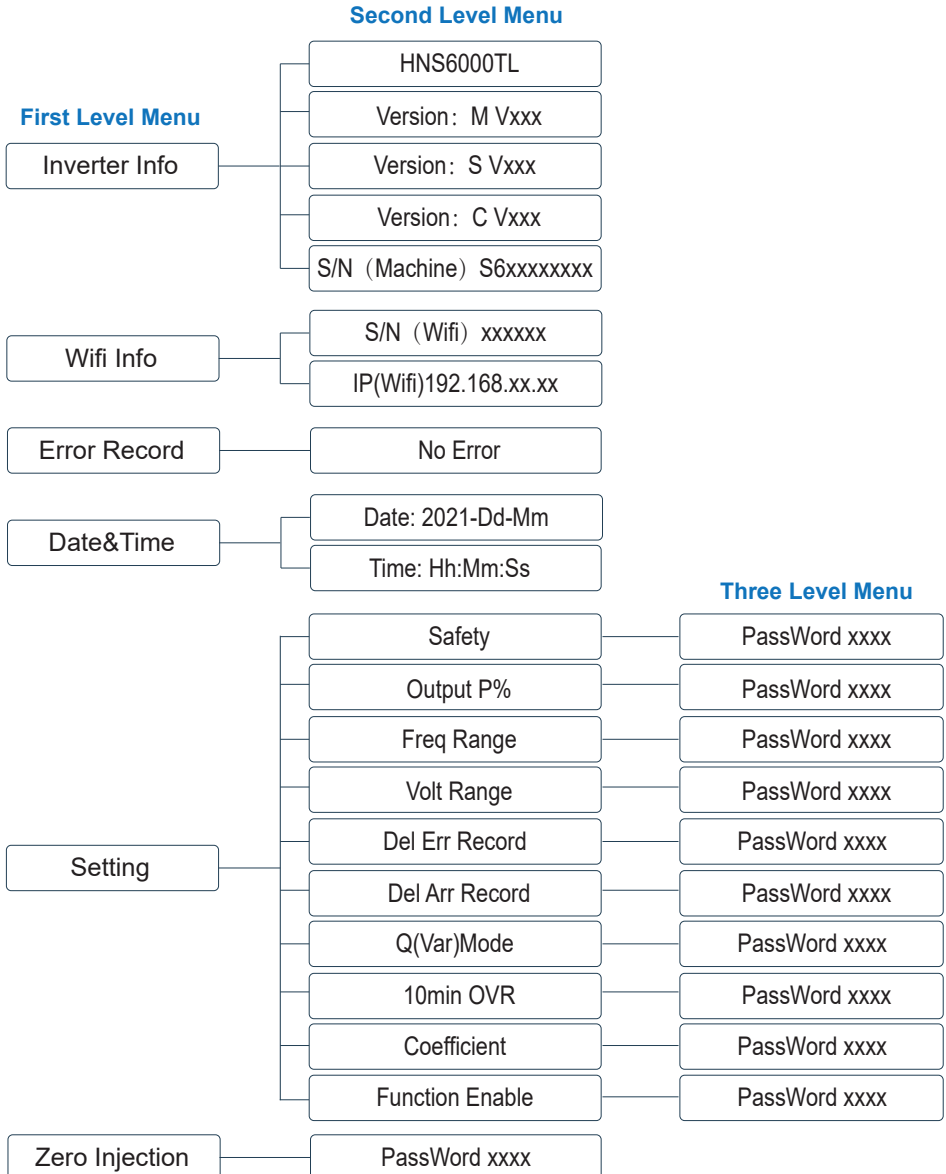 Second Level Menu
First Level Menu
Inverter Info
HNS6000TL
Version：M Vxxx
Version：S Vxxx
Version：C Vxxx
S/N（Machine）S6xxxxxxxx
Wifi Info
S/N（Wifi）xxxxxx
IP(Wifi)192.168.xx.xx
Error Record
No Error
Date&Time
Date: 2021-Dd-Mm
Time: Hh:Mm:Ss
Three Level Menu
Setting
Safety
PassWord xxxx
Output P%
PassWord xxxx
Freq Range
PassWord xxxx
Volt Range
PassWord xxxx
Del Err Record
PassWord xxxx
Del Arr Record
PassWord xxxx
Q(Var)Mode
PassWord xxxx
10min OVR
PassWord xxxx
Coefficient
PassWord xxxx
Function Enable
PassWord xxxx
Zero Injection
PassWord xxxx